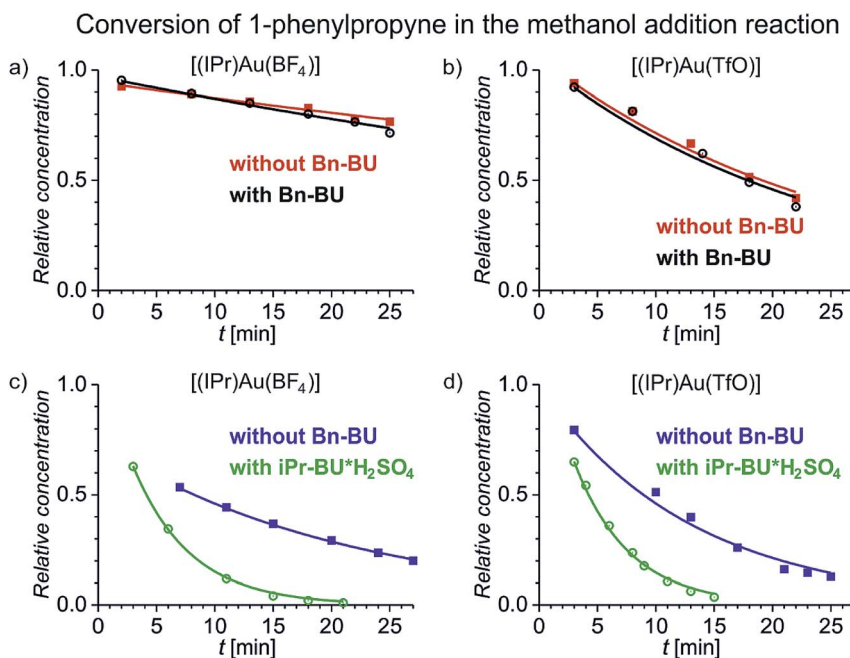 Conversion of 1-phenylpropyne in the methanol addition reaction
a)
[(IPr)Au(BF₄)]
1.0
0.5
0.0
Relative concentration
without Bn-BU
with Bn-BU
0 5 10 15 20 25
t [min]
b)
[(IPr)Au(TfO)]
1.0
0.5
0.0
Relative concentration
without Bn-BU
with Bn-BU
0 5 10 15 20 25
t [min]
c)
[(IPr)Au(BF₄)]
1.0
0.5
0.0
Relative concentration
without Bn-BU
with iPr-BU*H₂SO₄
0 5 10 15 20 25
t [min]
d)
[(IPr)Au(TfO)]
1.0
0.5
0.0
Relative concentration
without Bn-BU
with iPr-BU*H₂SO₄
0 5 10 15 20 25
t [min]